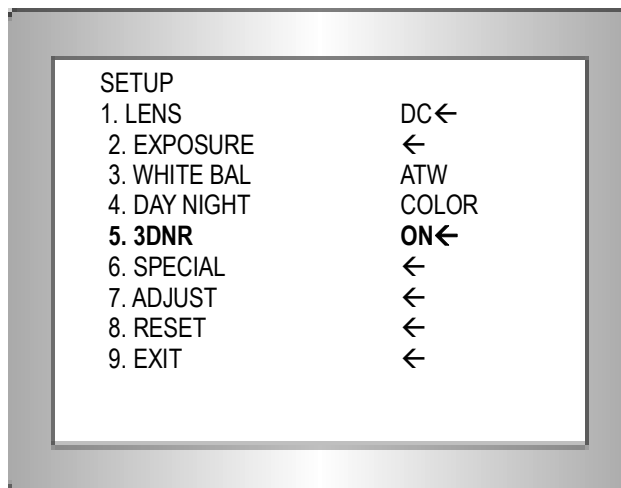 SETUP
1. LENS DC←
2. EXPOSURE ←
3. WHITE BAL ATW
4. DAY NIGHT COLOR
5. 3DNR ON←
6. SPECIAL ←
7. ADJUST ←
8. RESET ←
9. EXIT ←